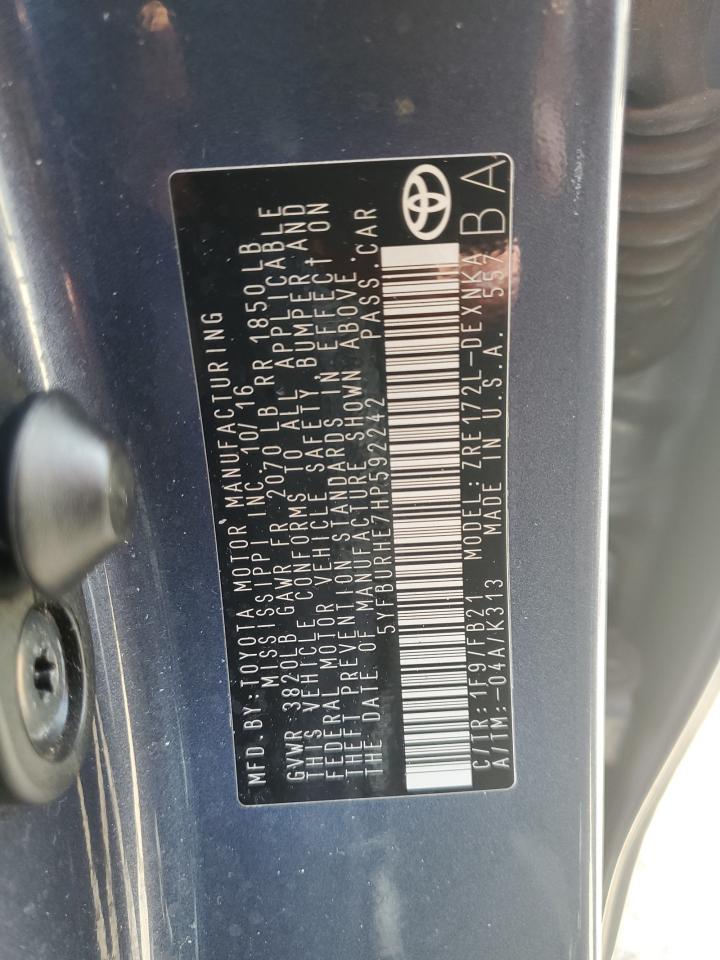 MFD. BY: TOYOTA MOTOR MANUFACTURING
MISSISSIPPI INC. 10/16
GVWR 3820LB GAWR FR 2070 LB RR 1850LB
THIS VEHICLE CONFORMS TO ALL APPLICABLE
FEDERAL MOTOR VEHICLE SAFETY, BUMPER AND
THEFT PREVENTION STANDARDS IN EFFECT ON
THE DATE OF MANUFACTURE SHOWN ABOVE.
5YFBURHE7HP592242 PASS.CAR
C/TR: 1F9/FB21 MODEL: ZRE172L-DEXNKA
A/TM: -04A/K313 MADE IN U.S.A. 557
BA